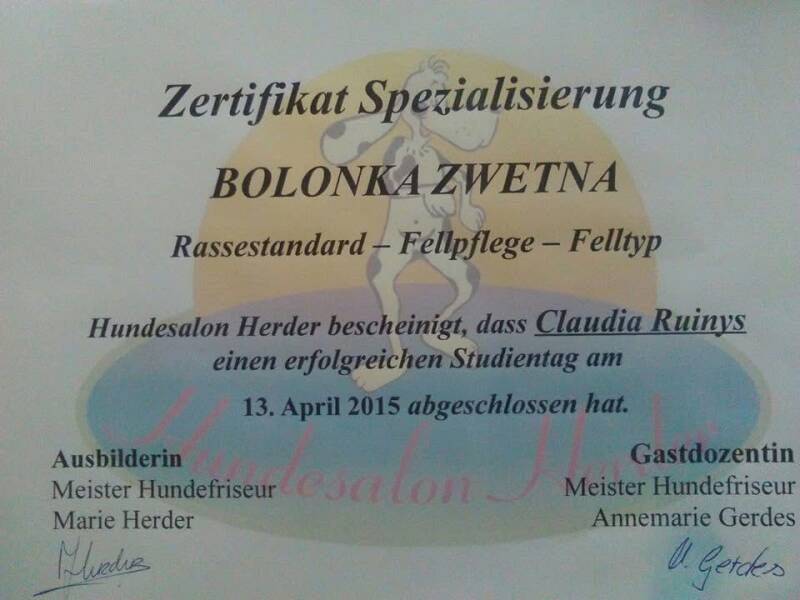 Zertifikat Spezialisierung
BOLONKA ZWETNA
Rassestandard – Fellpflege – Felltyp
Hundesalon Herder bescheinigt, dass Claudia Ruinys
einen erfolgreichen Studientag am
13. April 2015 abgeschlossen hat.
Hundesalon Herder
Ausbilderin
Meister Hundefriseur
Marie Herder
Gastdozentin
Meister Hundefriseur
Annemarie Gerdes
A. Gerdes